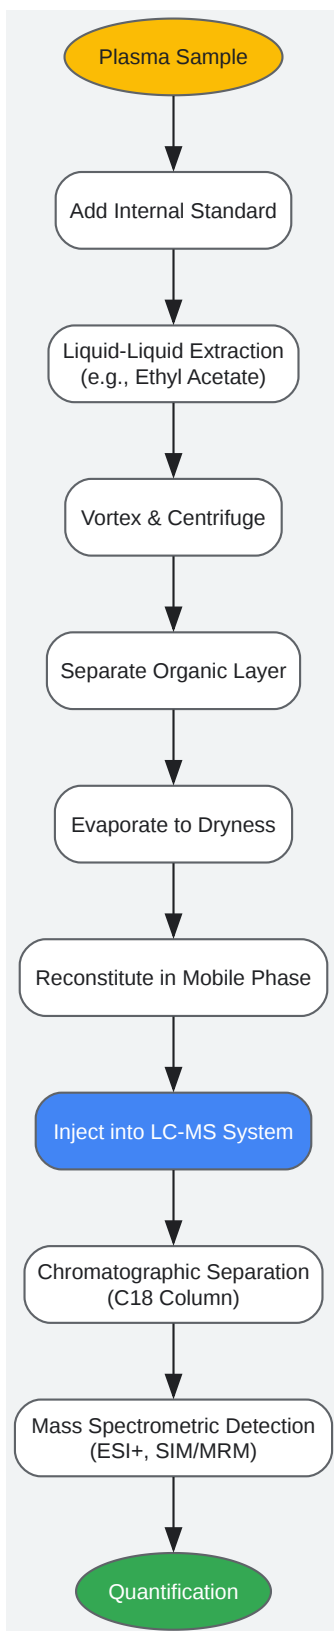 Plasma Sample
Add Internal Standard
Liquid-Liquid Extraction
(e.g., Ethyl Acetate)
Vortex & Centrifuge
Separate Organic Layer
Evaporate to Dryness
Reconstitute in Mobile Phase
Inject into LC-MS System
Chromatographic Separation
(C18 Column)
Mass Spectrometric Detection
(ESI+, SIM/MRM)
Quantification